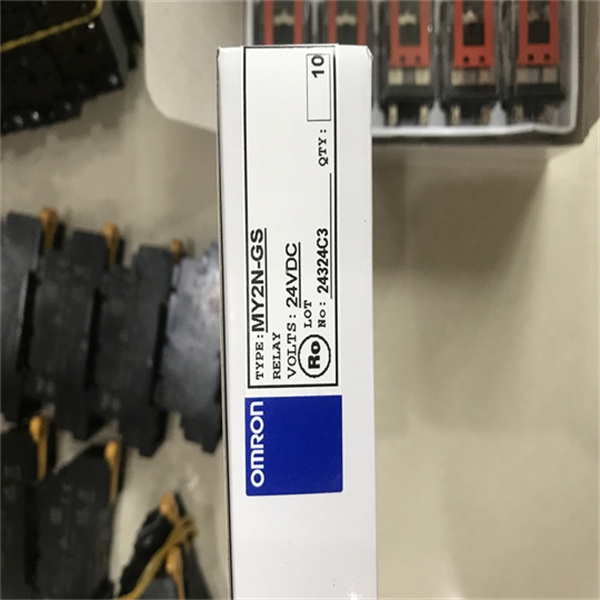 TYPE: MY2N-GS
RELAY
VOLTS: 24VDC
Ro LOT No: 24324C3 QTY: 10
OMRON